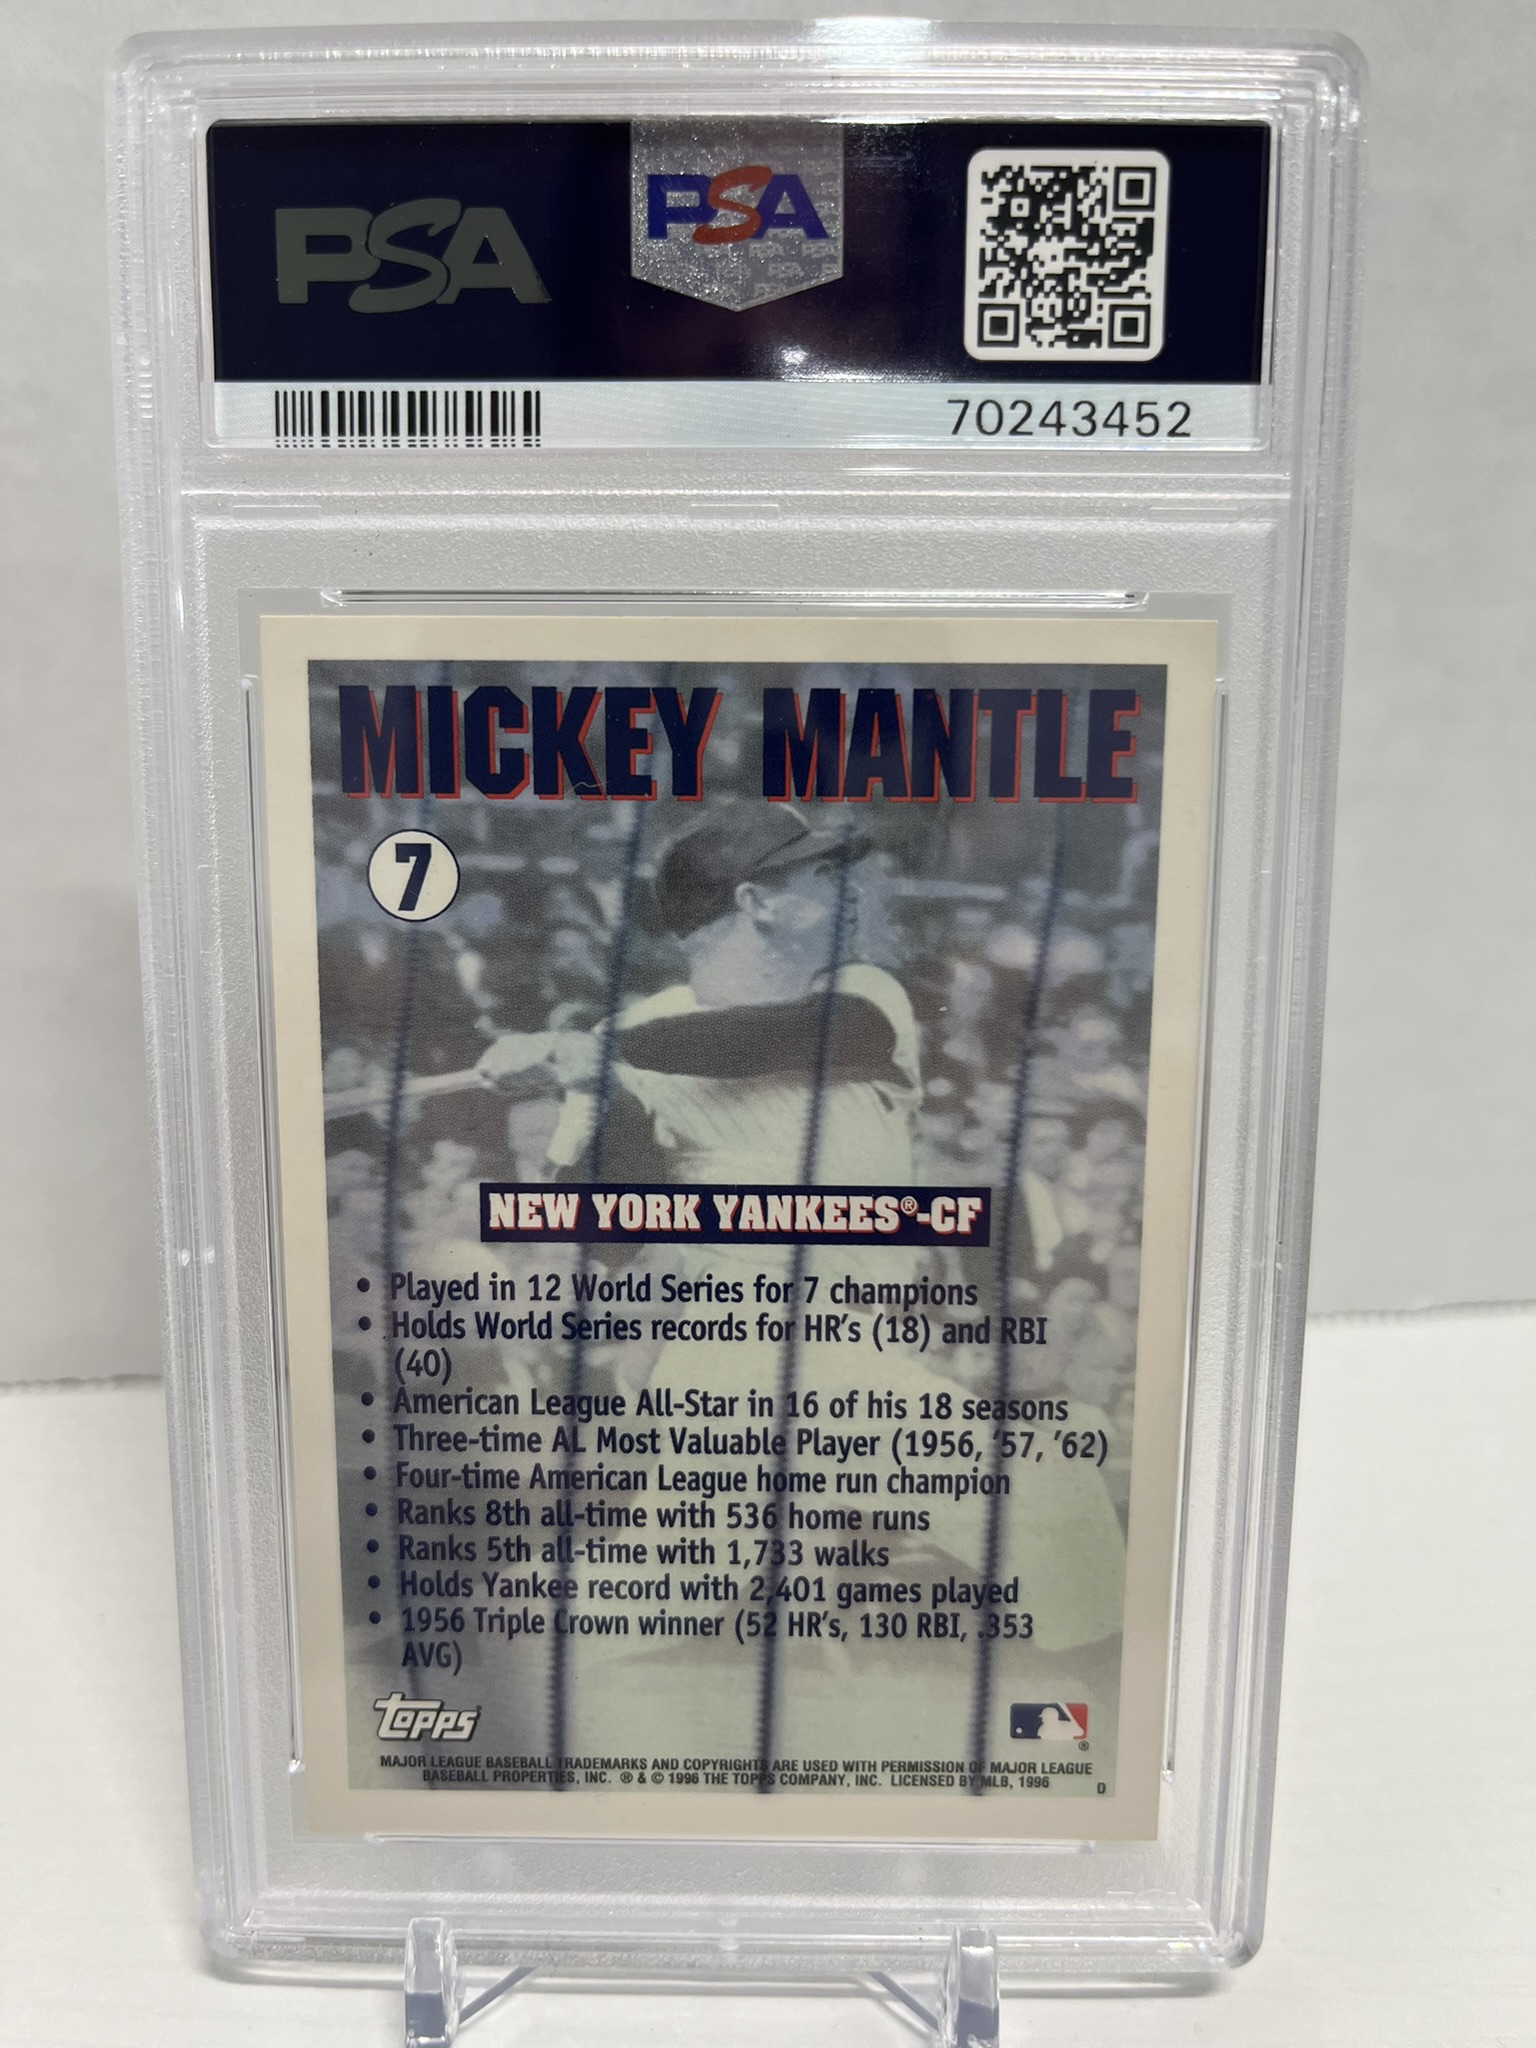 PSA
PSA
70243452
MICKEY MANTLE
7
NEW YORK YANKEES®-CF
• Played in 12 World Series for 7 champions
• Holds World Series records for HR's (18) and RBI
(40)
• American League All-Star in 16 of his 18 seasons
• Three-time AL Most Valuable Player (1956, '57, '62)
• Four-time American League home run champion
• Ranks 8th all-time with 536 home runs
• Ranks 5th all-time with 1,733 walks
• Holds Yankee record with 2,401 games played
• 1956 Triple Crown winner (52 HR's, 130 RBI, .353
AVG)
Topps
®
MAJOR LEAGUE BASEBALL TRADEMARKS AND COPYRIGHTS ARE USED WITH PERMISSION OF MAJOR LEAGUE
BASEBALL PROPERTIES, INC. ® & © 1996 THE TOPPS COMPANY, INC. LICENSED BY MLB, 1996
D